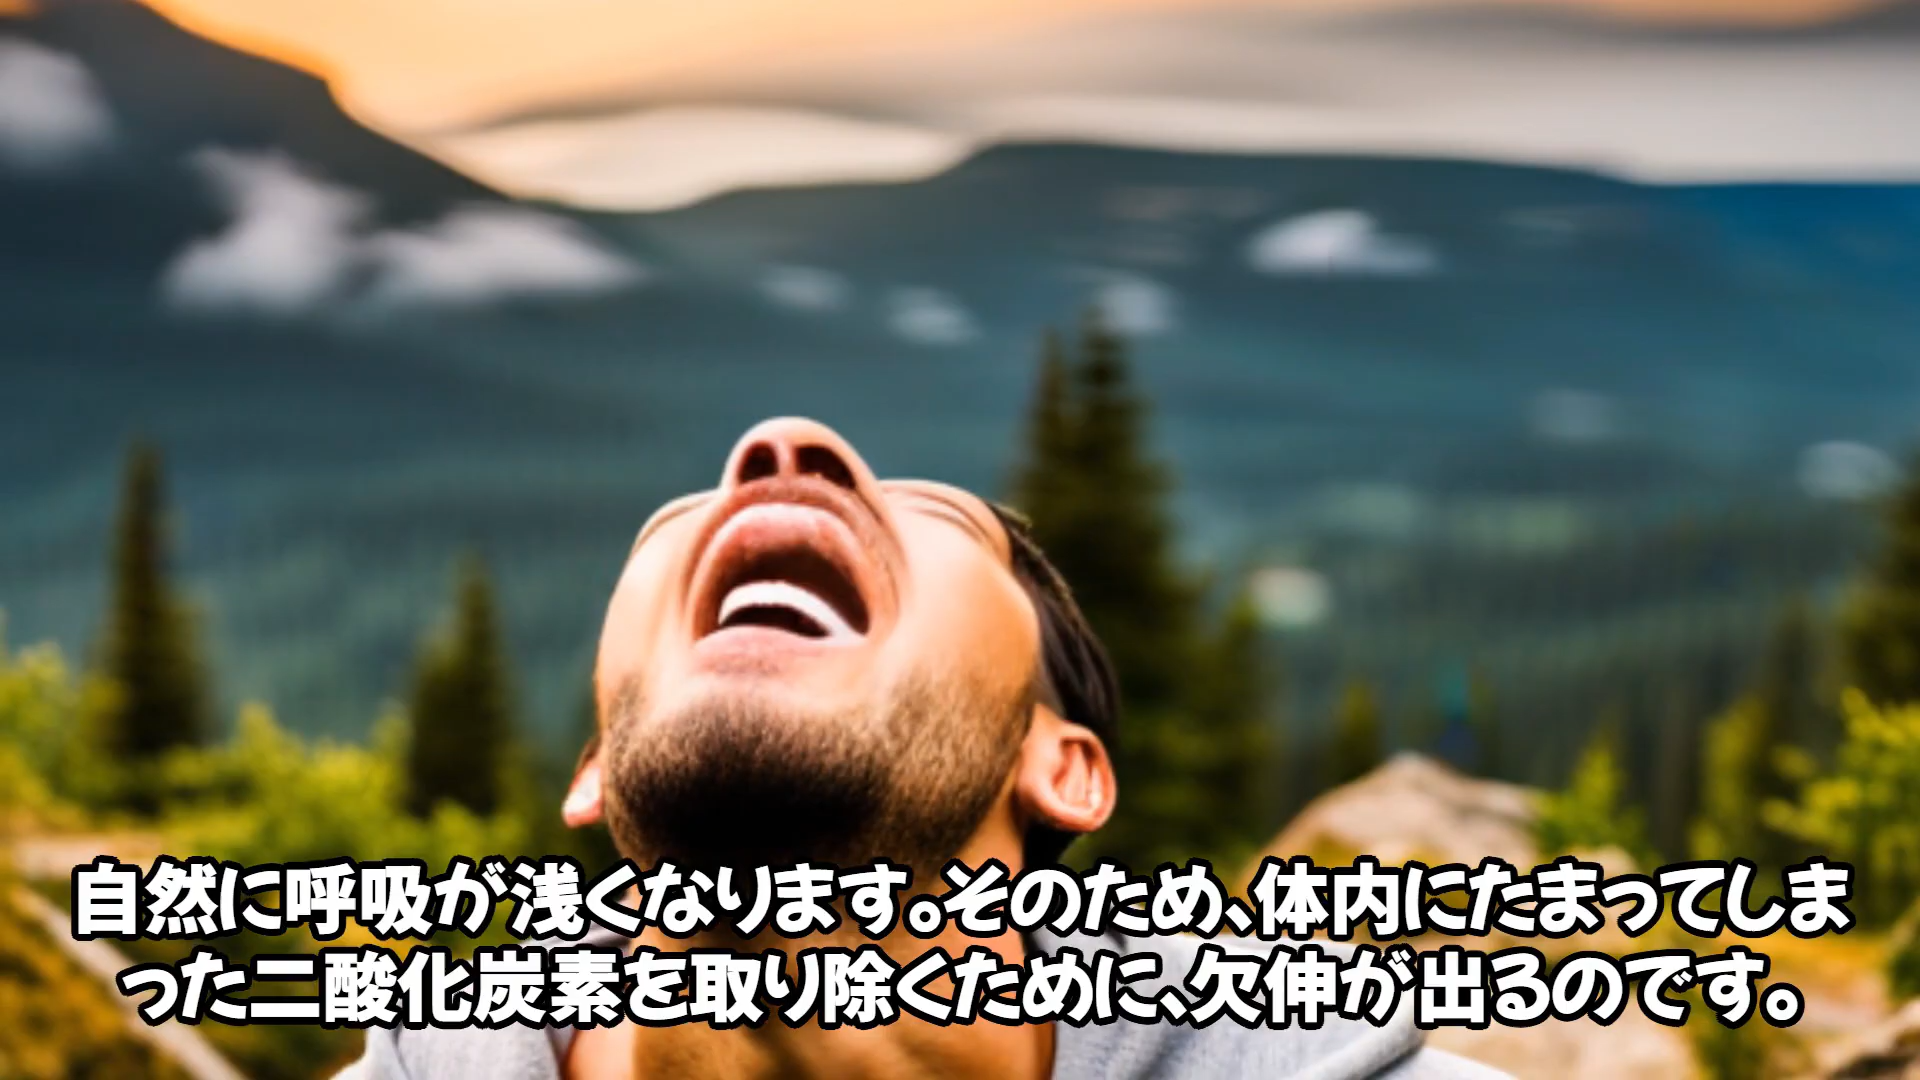 自然に呼吸が浅くなります。そのため、体内にたまってしま
った二酸化炭素を取り除くために、欠伸が出るのです。